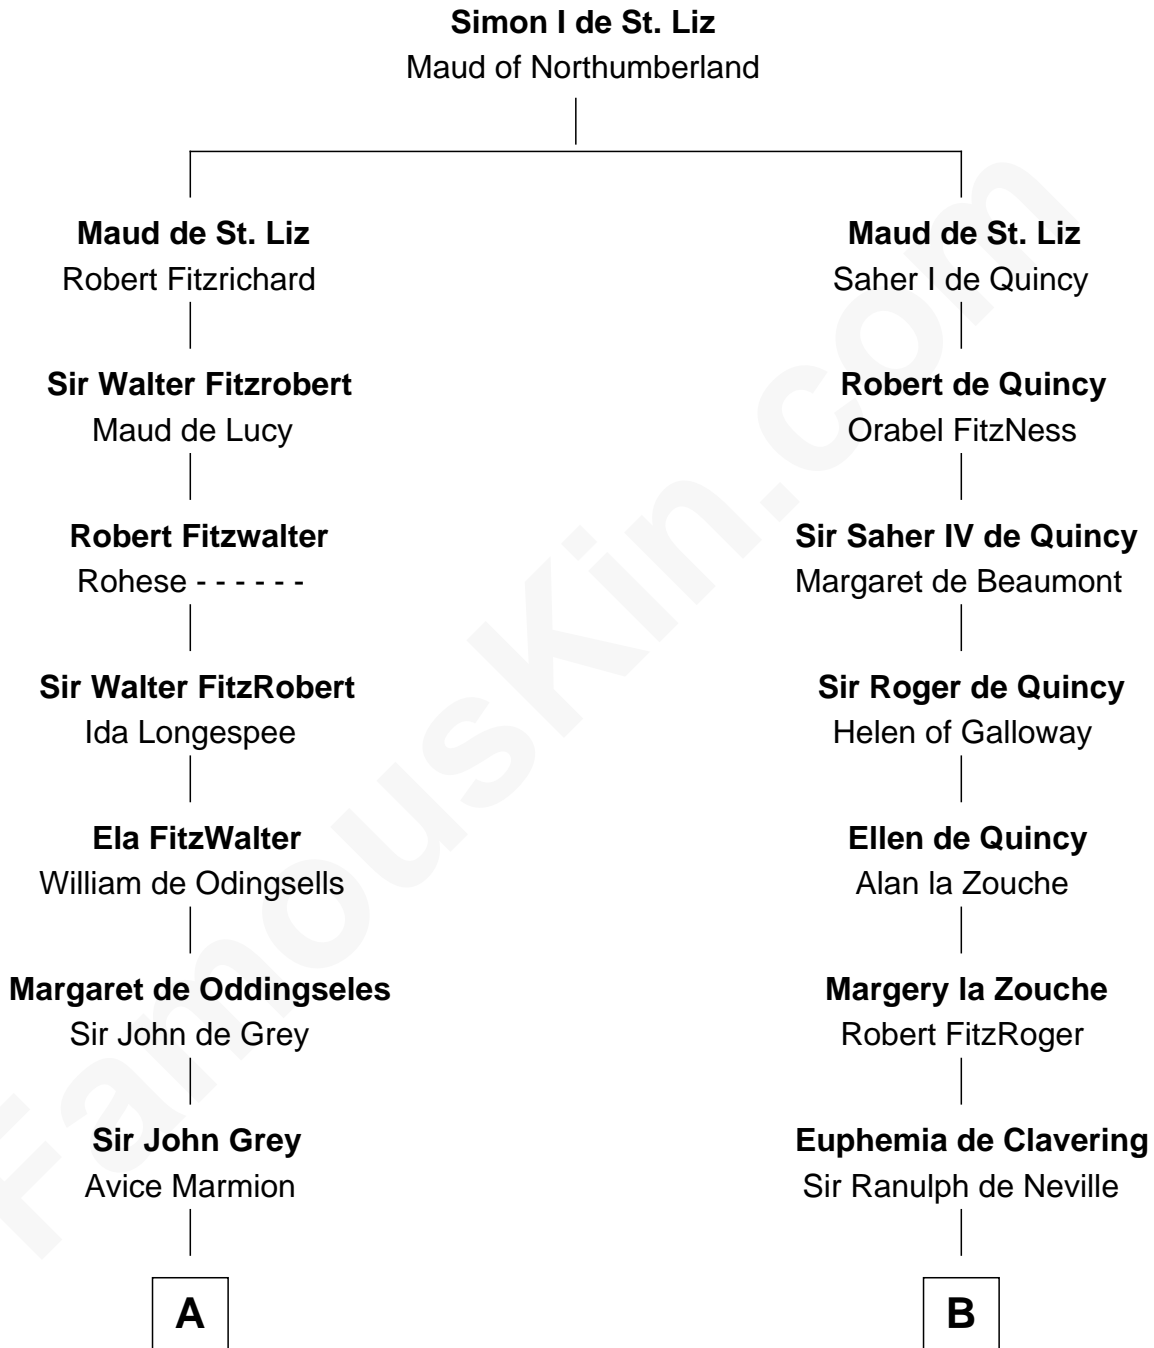 Simon I de St. Liz
Maud of Northumberland
Maud de St. Liz
Robert Fitzrichard
Maud de St. Liz
Saher I de Quincy
Sir Walter Fitzrobert
Maud de Lucy
Robert de Quincy
Orabel FitzNess
Robert Fitzwalter
Rohese - - - - - -
Sir Saher IV de Quincy
Margaret de Beaumont
Sir Walter FitzRobert
Ida Longespee
Sir Roger de Quincy
Helen of Galloway
Ela FitzWalter
William de Odingsells
Ellen de Quincy
Alan la Zouche
Margaret de Oddingseles
Sir John de Grey
Margery la Zouche
Robert FitzRoger
Sir John Grey
Avice Marmion
Euphemia de Clavering
Sir Ranulph de Neville
A
B
FamousKin.com